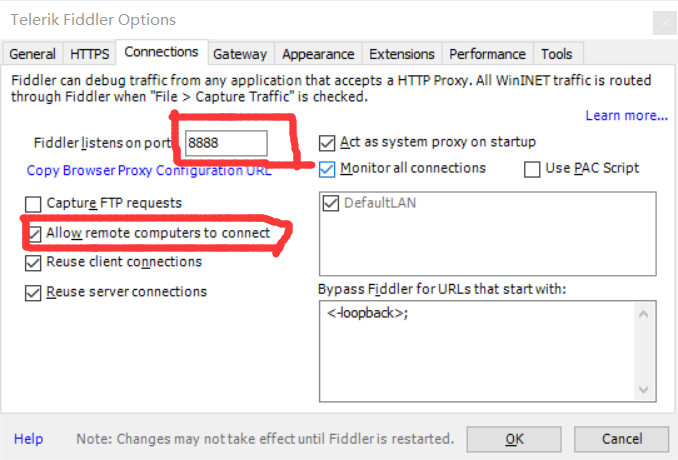 Telerik Fiddler Options
General HTTPS Connections Gateway Appearance Extensions Performance Tools
Fiddler can debug traffic from any application that accepts a HTTP Proxy. All WinINET traffic is routed
through Fiddler when "File > Capture Traffic" is checked.
Learn more...
Fiddler listens on port: 8888
Copy Browser Proxy Configuration URL
Capture FTP requests
Allow remote computers to connect
Reuse client connections
Reuse server connections
Act as system proxy on startup
Monitor all connections Use PAC Script
DefaultLAN
Bypass Fiddler for URLs that start with:
<-loopback>;
Help Note: Changes may not take effect until Fiddler is restarted. OK Cancel